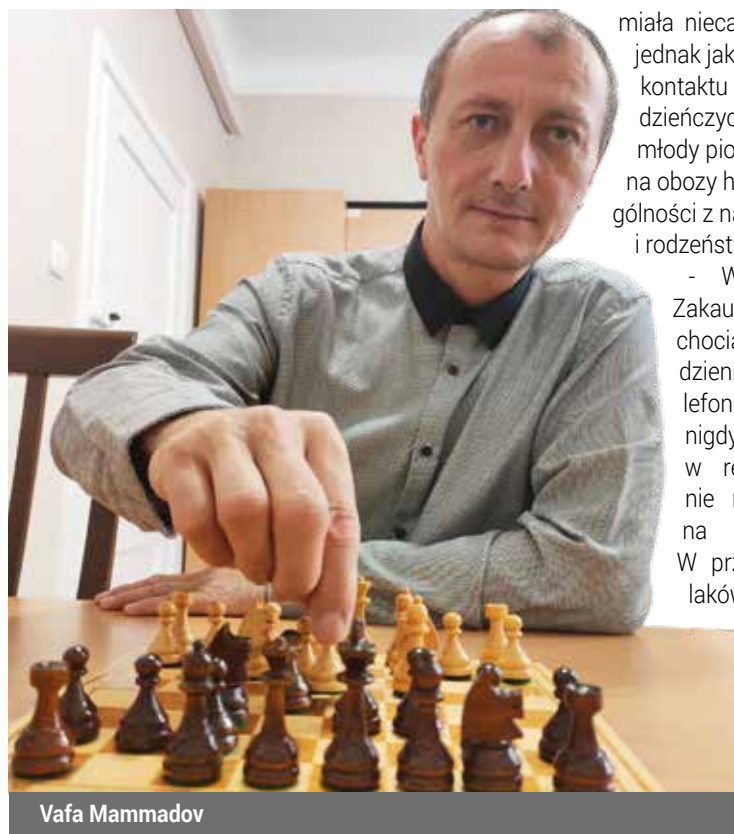 miała nieca
jednak jak
kontaktu
dzieńczyc
młody pio
na obozy h
gólności z na
i rodzeńst
- W
Zakau
chocia
dzienn
lefon
nigdy
w re
nie
na
W prz
laków
Vafa Mammadov